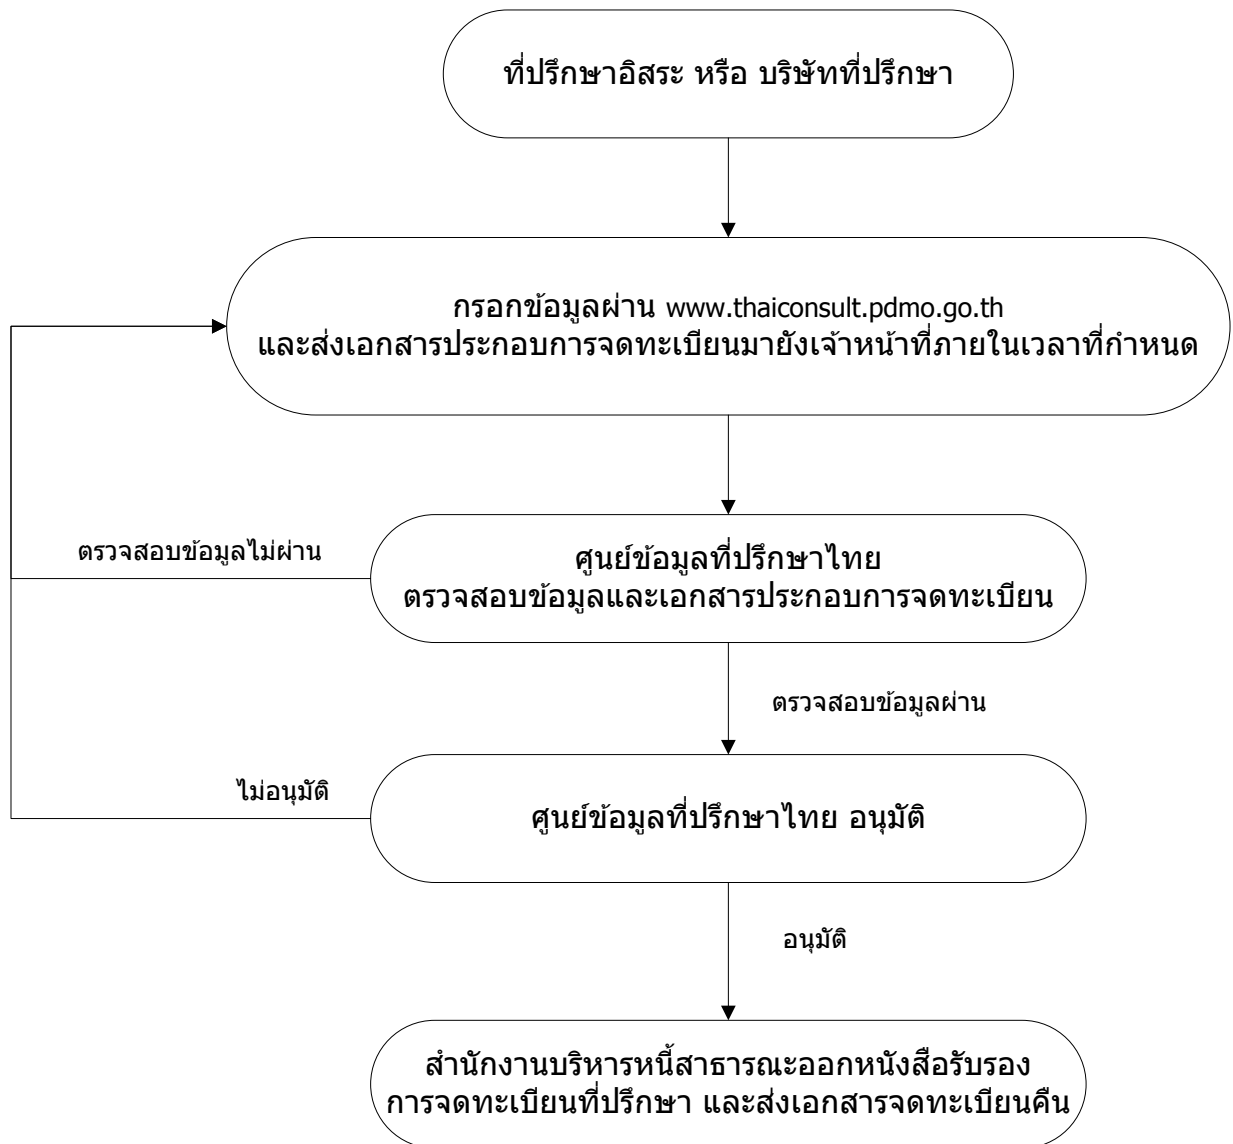 ที่ปรึกษาอิสระ หรือ บริษัทที่ปรึกษา
กรอกข้อมูลผ่าน www.thaiconsult.pdmo.go.th
และส่งเอกสารประกอบการจดทะเบียนมายังเจ้าหน้าที่ภายในเวลาที่กำหนด
ตรวจสอบข้อมูลไม่ผ่าน
ศูนย์ข้อมูลที่ปรึกษาไทย
ตรวจสอบข้อมูลและเอกสารประกอบการจดทะเบียน
ตรวจสอบข้อมูลผ่าน
ไม่อนุมัติ
ศูนย์ข้อมูลที่ปรึกษาไทย อนุมัติ
อนุมัติ
สำนักงานบริหารหนี้สาธารณะออกหนังสือรับรอง
การจดทะเบียนที่ปรึกษา และส่งเอกสารจดทะเบียนคืน